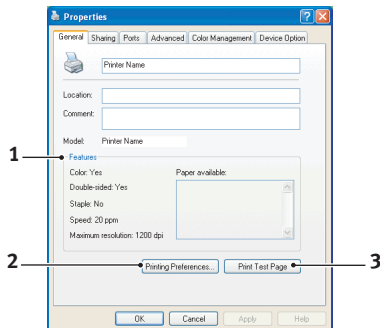 Properties
General Sharing Ports Advanced Color Management Device Option
Printer Name
Location:
Comment:
Model: Printer Name
1
Features
Color: Yes Paper available:
Double-sided: Yes
Staple: No
Speed: 20 ppm
Maximum resolution: 1200 dpi
2 Printing Preferences... Print Test Page 3
OK Cancel Apply Help